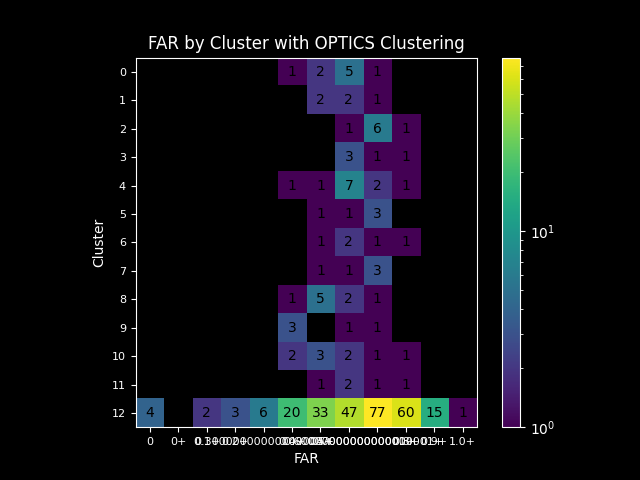 FAR by Cluster with OPTICS Clustering
0 1 2 5 1
1 2 2 1
2 1 6 1
3 3 1 1
4 1 1 7 2 1
5 1 1 3
6 1 2 1 1
7 1 1 3
8 1 5 2 1
9 3 1 1
10 2 3 2 1 1
11 1 2 1 1
12 4 2 3 6 20 33 47 77 60 15 1
0 0+ 1.0+
FAR
Cluster
10¹
10⁰